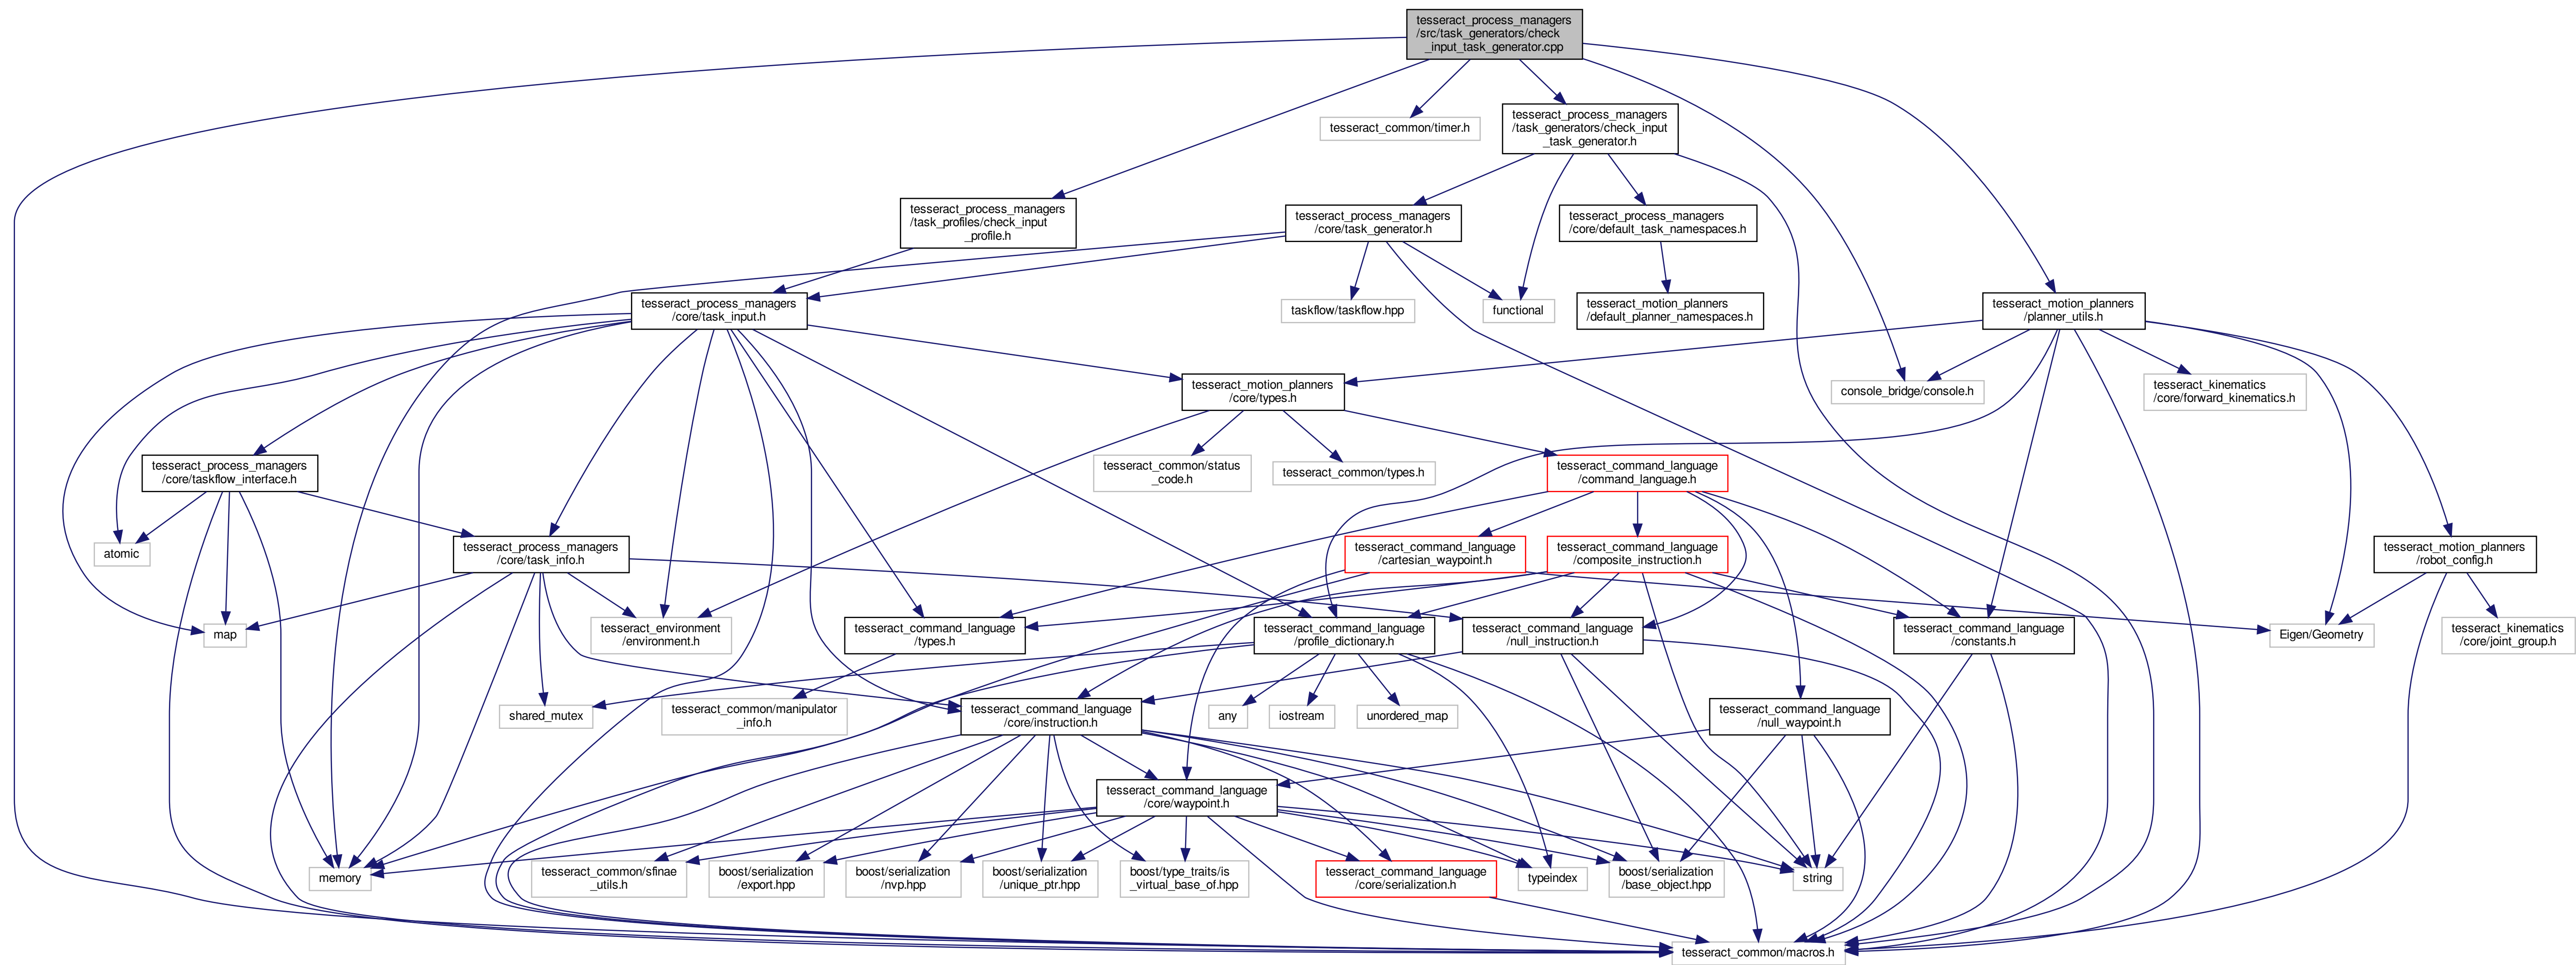 tesseract_process_managers
/src/task_generators/check
_input_task_generator.cpp
tesseract_common/timer.h
tesseract_process_managers
/task_generators/check_input
_task_generator.h
tesseract_process_managers
/task_profiles/check_input
_profile.h
tesseract_process_managers
/core/task_generator.h
tesseract_process_managers
/core/default_task_namespaces.h
tesseract_process_managers
/core/task_input.h
taskflow/taskflow.hpp
functional
tesseract_motion_planners
/default_planner_namespaces.h
tesseract_motion_planners
/planner_utils.h
tesseract_motion_planners
/core/types.h
console_bridge/console.h
tesseract_kinematics
/core/forward_kinematics.h
tesseract_process_managers
/core/taskflow_interface.h
tesseract_common/status
_code.h
tesseract_common/types.h
tesseract_command_language
/command_language.h
atomic
tesseract_process_managers
/core/task_info.h
tesseract_command_language
/cartesian_waypoint.h
tesseract_command_language
/composite_instruction.h
tesseract_motion_planners
/robot_config.h
map
tesseract_environment
/environment.h
tesseract_command_language
/types.h
tesseract_command_language
/profile_dictionary.h
tesseract_command_language
/null_instruction.h
tesseract_command_language
/constants.h
Eigen/Geometry
tesseract_kinematics
/core/joint_group.h
shared_mutex
tesseract_common/manipulator
_info.h
tesseract_command_language
/core/instruction.h
any
iostream
unordered_map
tesseract_command_language
/null_waypoint.h
tesseract_command_language
/core/waypoint.h
memory
tesseract_common/sfinae
_utils.h
boost/serialization
/export.hpp
boost/serialization
/nvp.hpp
boost/serialization
/unique_ptr.hpp
boost/type_traits/is
_virtual_base_of.hpp
tesseract_command_language
/core/serialization.h
typeindex
boost/serialization
/base_object.hpp
string
tesseract_common/macros.h